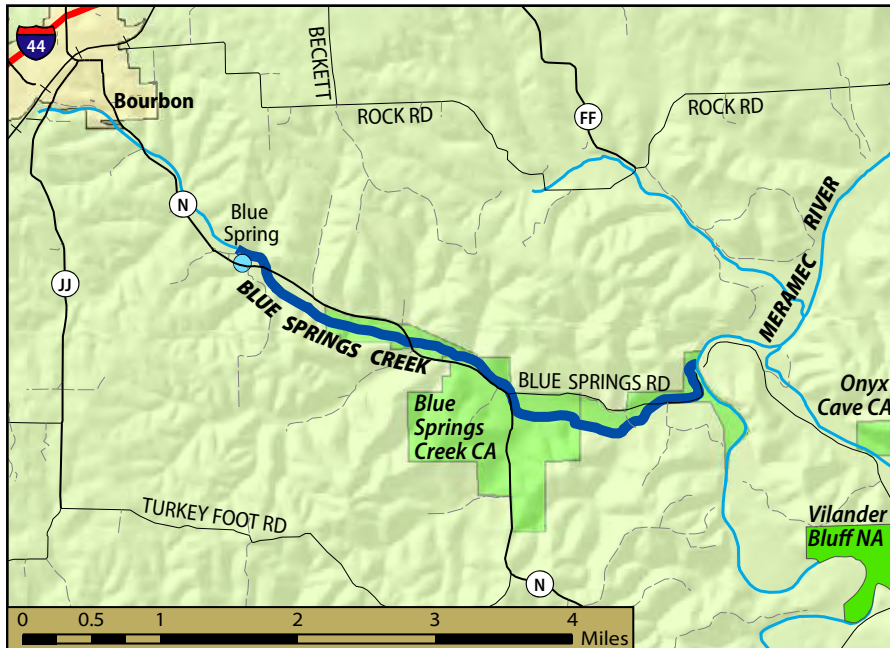 44
Bourbon
BECKETT
ROCK RD
FF
ROCK RD
N
Blue
Spring
JJ
BLUE SPRINGS CREEK
MERAMEC RIVER
BLUE SPRINGS RD
Blue
Springs
Creek CA
Onyx
Cave CA
TURKEY FOOT RD
Vilander
Bluff NA
N
0 0.5 1 2 3 4
Miles